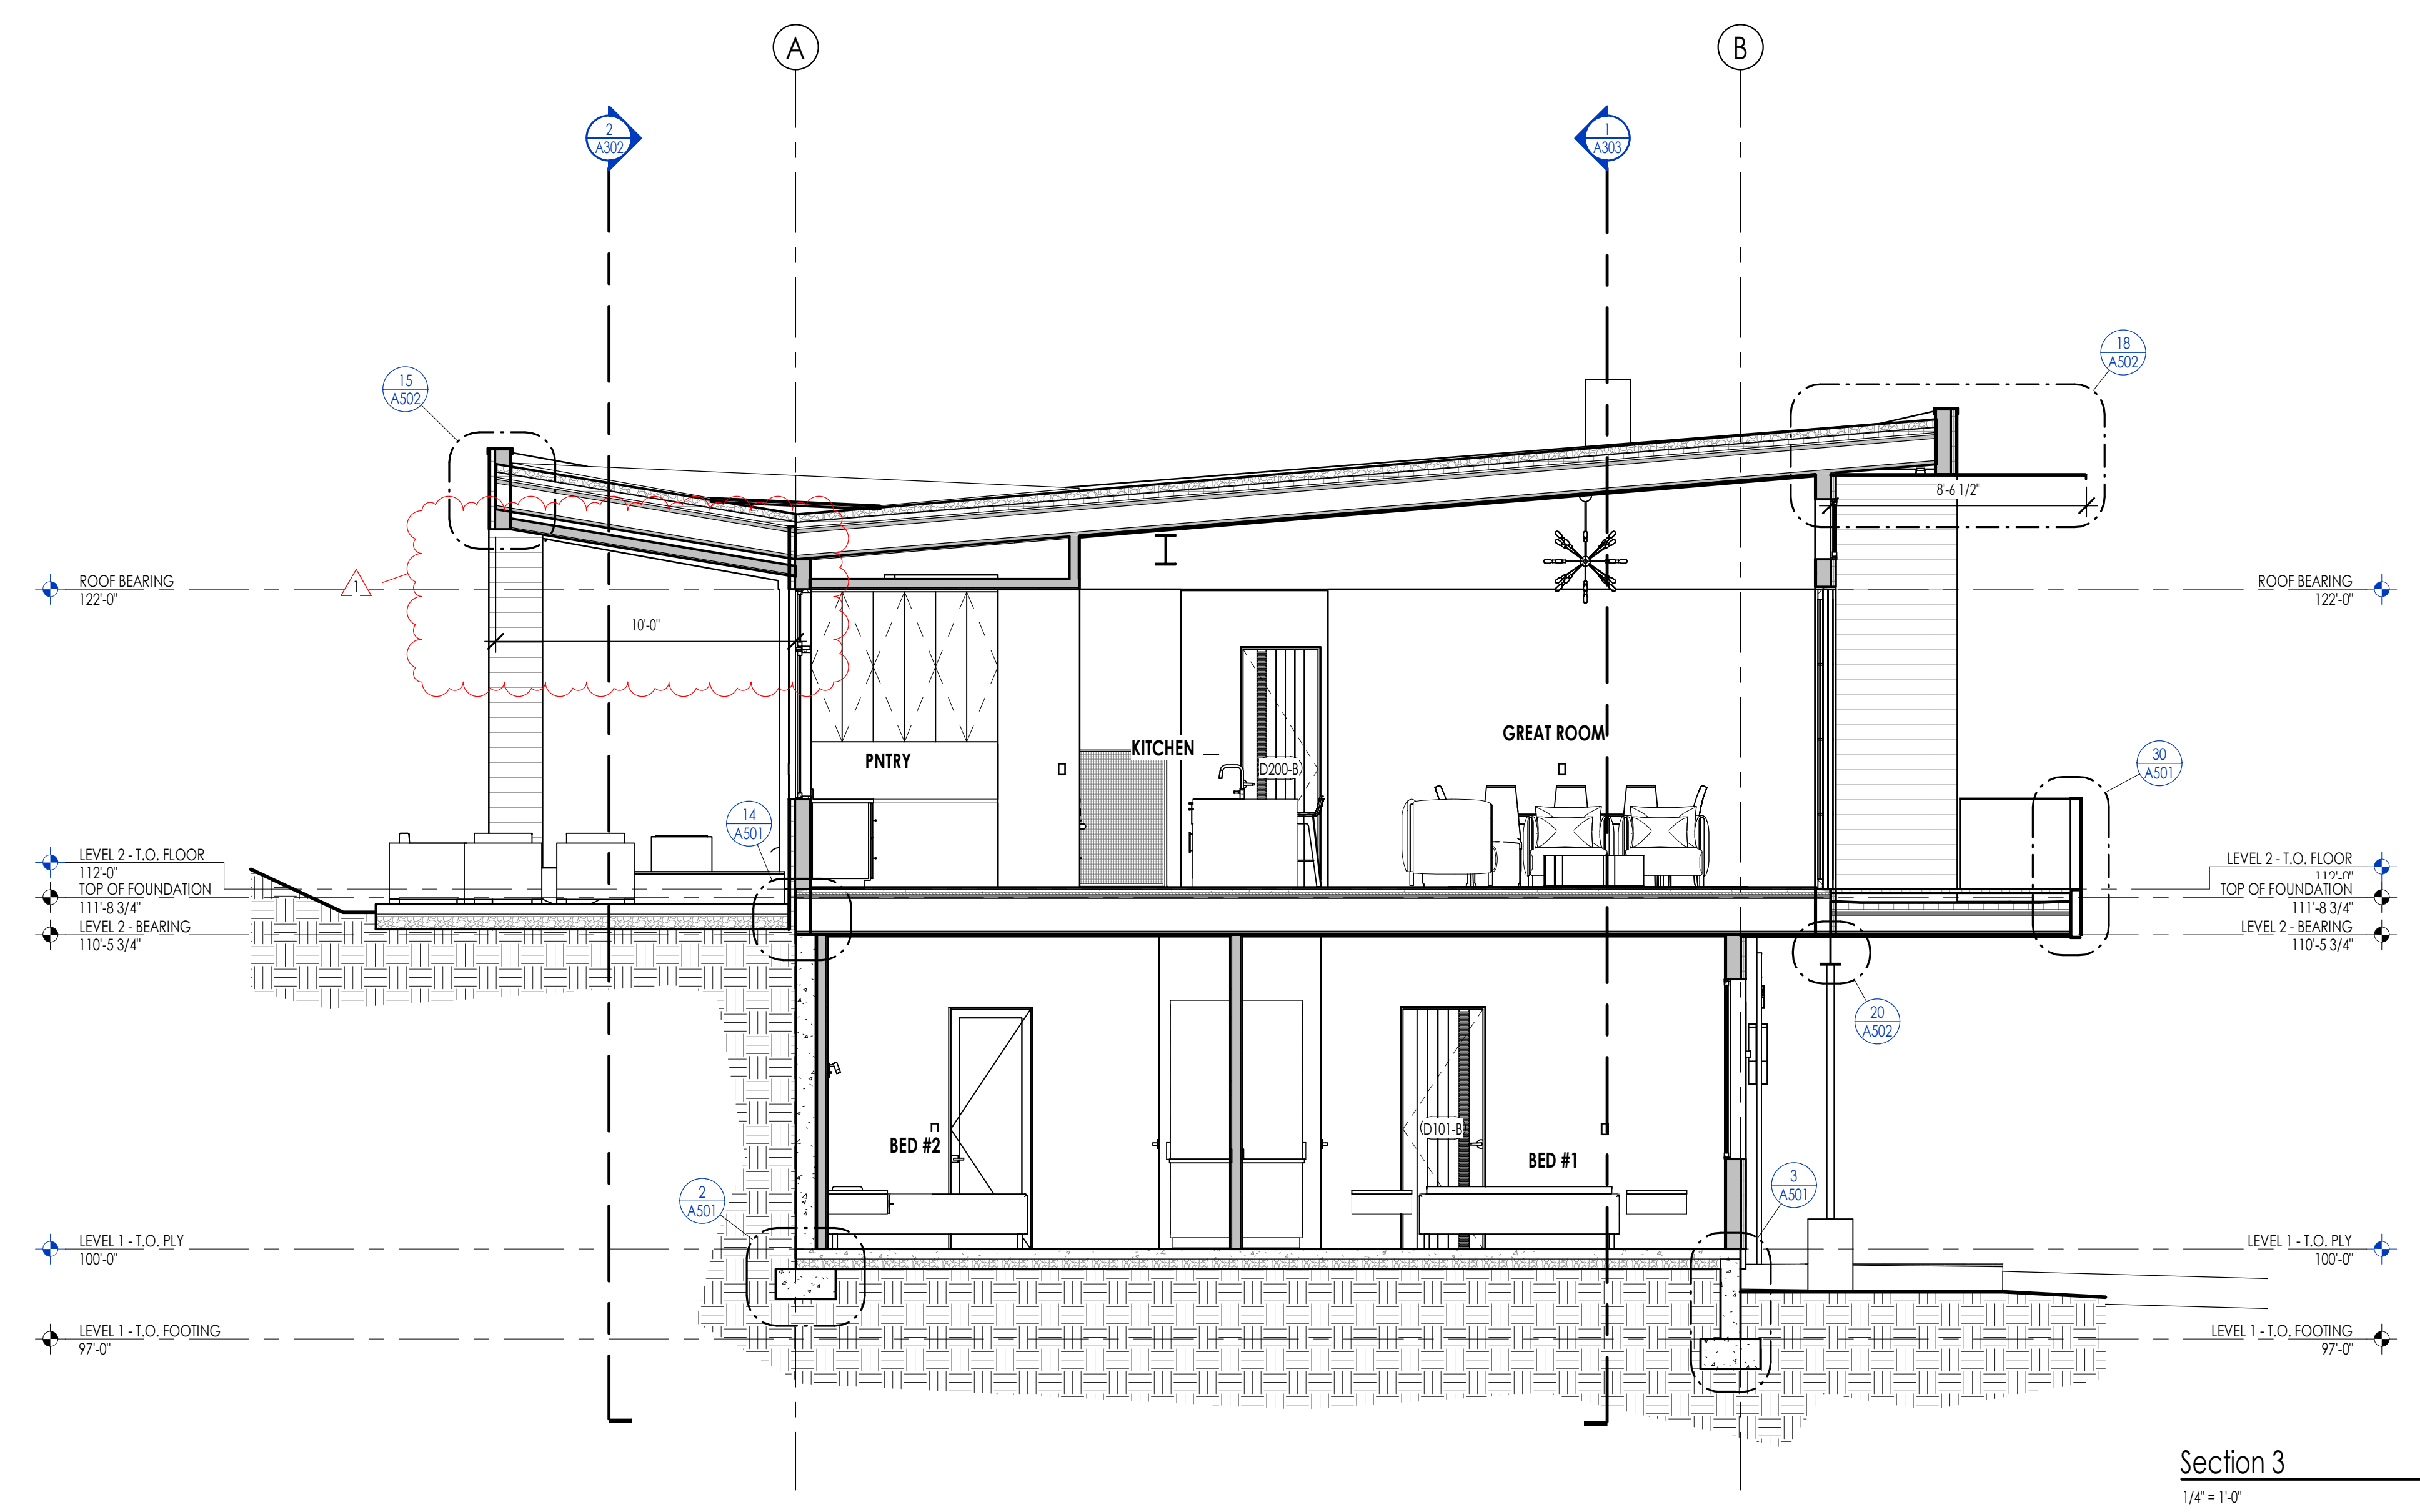 A
B
2
A302
1
A303
15
A502
18
A502
8'-6 1/2"
ROOF BEARING
122'-0"
1
10'-0"
ROOF BEARING
122'-0"
PNTRY
KITCHEN
D200-B
GREAT ROOM
30
A501
14
A501
LEVEL 2 - T.O. FLOOR
112'-0"
TOP OF FOUNDATION
111'-8 3/4"
LEVEL 2 - BEARING
110'-5 3/4"
LEVEL 2 - T.O. FLOOR
112'-0"
TOP OF FOUNDATION
111'-8 3/4"
LEVEL 2 - BEARING
110'-5 3/4"
20
A502
BED #2
D101-B
BED #1
2
A501
3
A501
LEVEL 1 - T.O. PLY
100'-0"
LEVEL 1 - T.O. PLY
100'-0"
LEVEL 1 - T.O. FOOTING
97'-0"
LEVEL 1 - T.O. FOOTING
97'-0"
Section 3
1/4" = 1'-0"